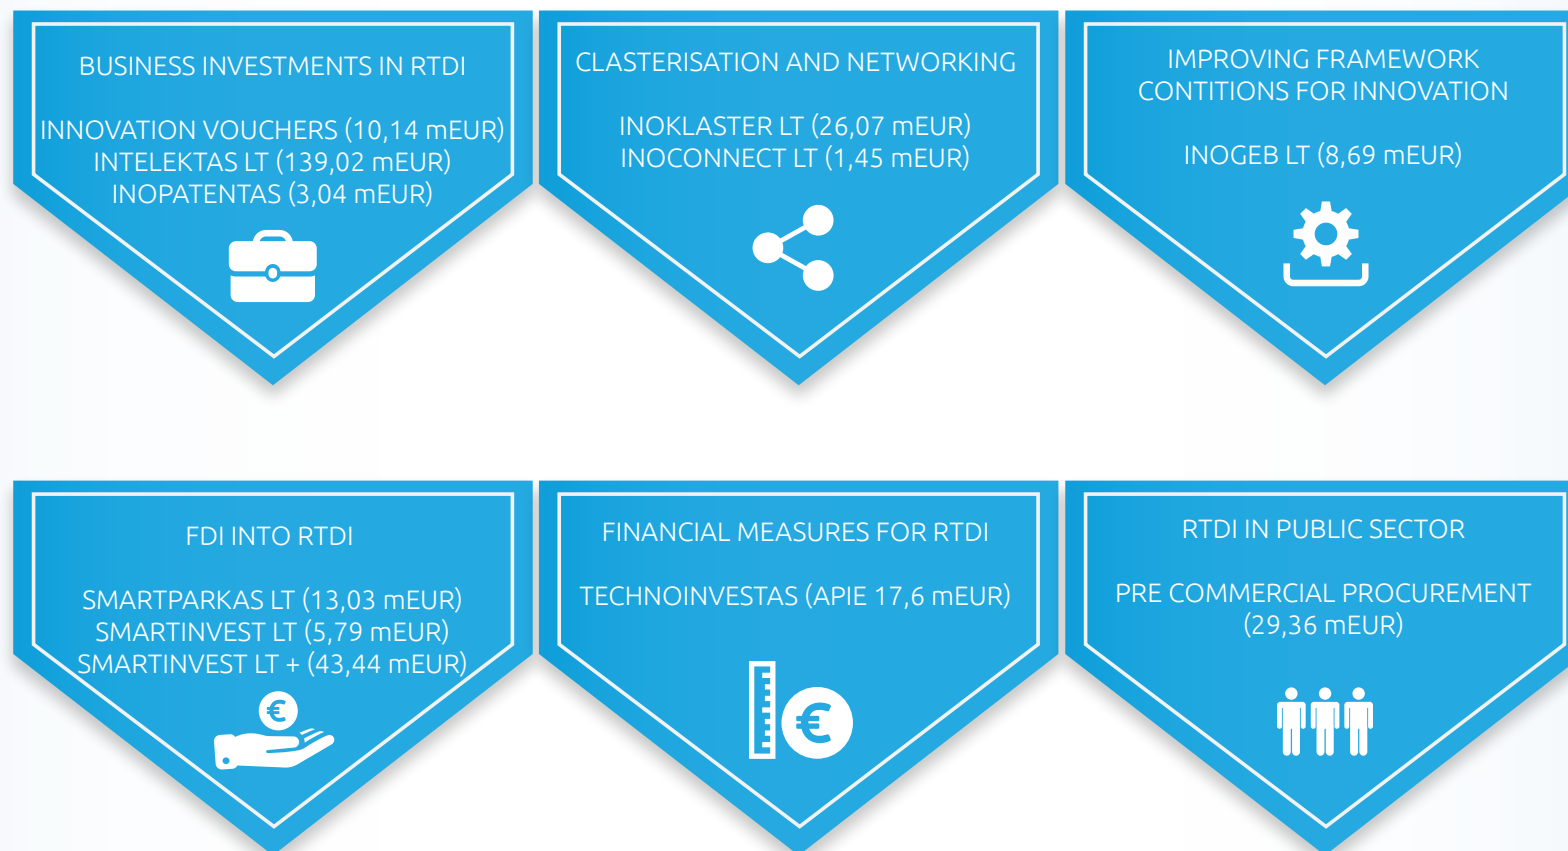 BUSINESS INVESTMENTS IN RTDI
INNOVATION VOUCHERS (10,14 mEUR)
INTELEKTAS LT (139,02 mEUR)
INOPATENTAS (3,04 mEUR)
CLASTERISATION AND NETWORKING
INOKLASTER LT (26,07 mEUR)
INOCONNECT LT (1,45 mEUR)
IMPROVING FRAMEWORK
CONTITIONS FOR INNOVATION
INOGEB LT (8,69 mEUR)
FDI INTO RTDI
SMARTPARKAS LT (13,03 mEUR)
SMARTINVEST LT (5,79 mEUR)
SMARTINVEST LT + (43,44 mEUR)
€
FINANCIAL MEASURES FOR RTDI
TECHNOINVESTAS (APIE 17,6 mEUR)
€
RTDI IN PUBLIC SECTOR
PRE COMMERCIAL PROCUREMENT
(29,36 mEUR)